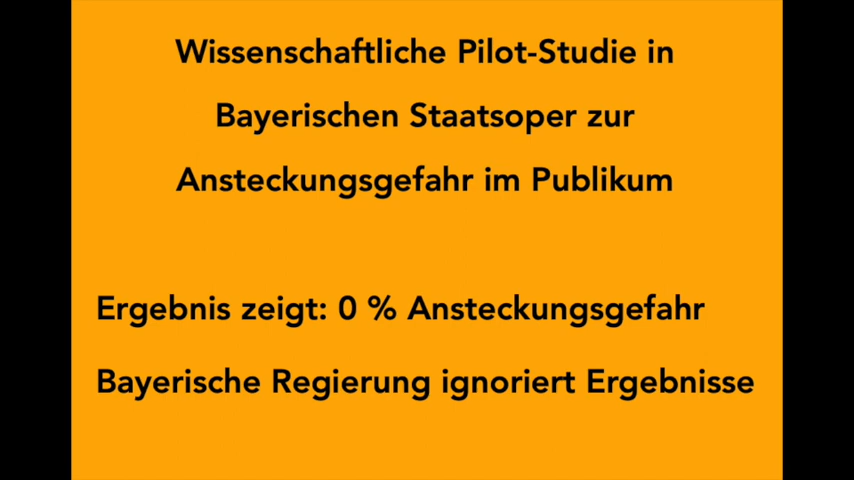 Wissenschaftliche Pilot-Studie in
Bayerischen Staatsoper zur
Ansteckungsgefahr im Publikum
Ergebnis zeigt: 0 % Ansteckungsgefahr
Bayerische Regierung ignoriert Ergebnisse